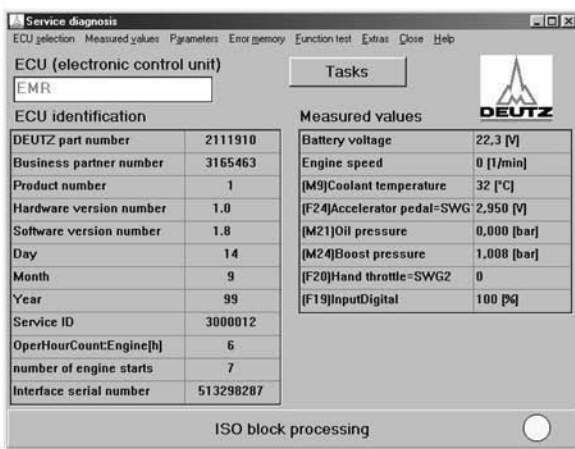 Service diagnosis
ECU selection Measured values Parameters Error memory Function test Extras Close Help
ECU (electronic control unit)
EMR
Tasks
DEUTZ
ECU identification
DEUTZ part number 2111910
Business partner number 3165463
Product number 1
Hardware version number 1.0
Software version number 1.8
Day 14
Month 9
Year 99
Service ID 3000012
OperHourCount:Engine[h] 6
number of engine starts 7
Interface serial number 513298287
Measured values
Battery voltage 22,3 [V]
Engine speed 0 [1/min]
(M9)Coolant temperature 32 [°C]
(F24)Accelerator pedal=SWG 2,950 [V]
(M21)Oil pressure 0,000 [bar]
(M24)Boost pressure 1,008 [bar]
(F20)Hand throttle=SWG2 0
(F19)InputDigital 100 [%]
ISO block processing